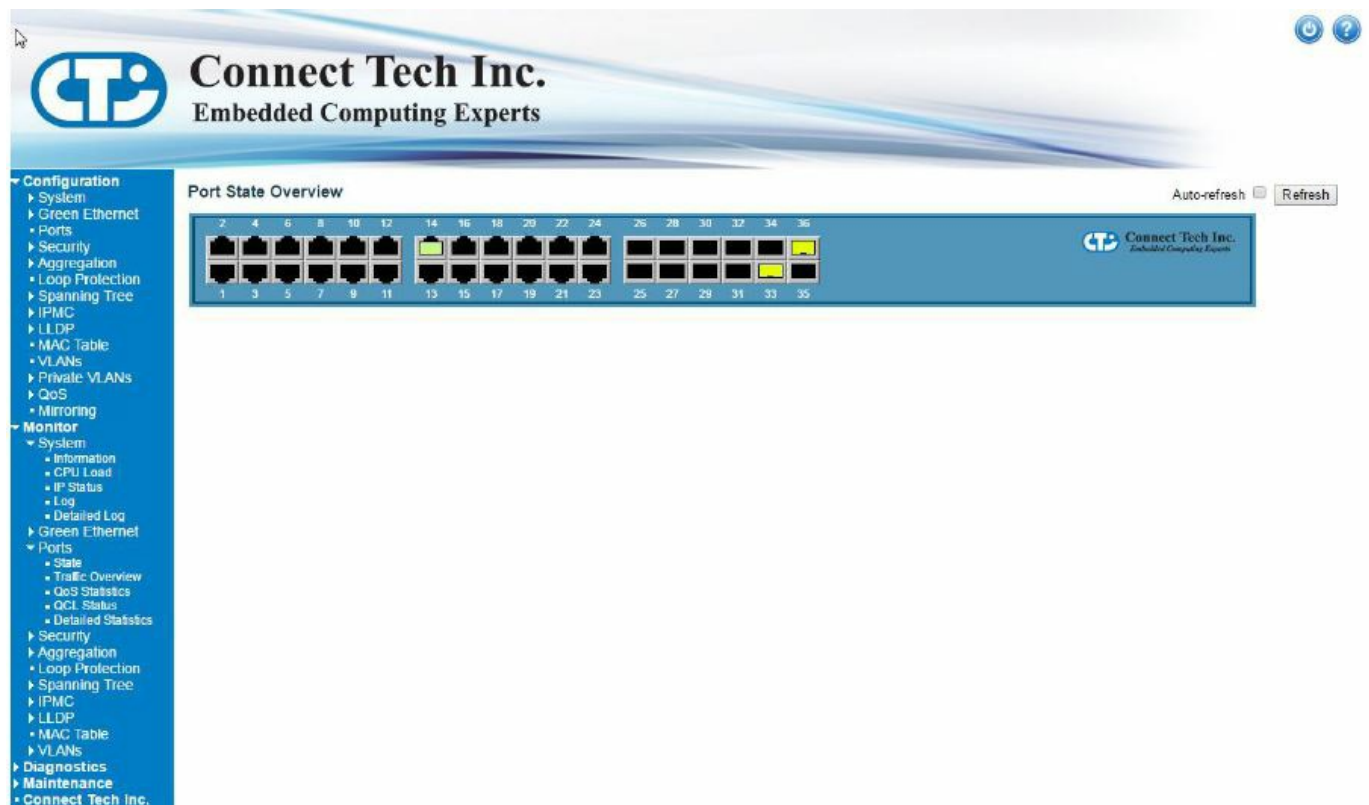 CTi
Connect Tech Inc.
Embedded Computing Experts
Configuration
System
Green Ethernet
Ports
Security
Aggregation
Loop Protection
Spanning Tree
IPMC
LLDP
MAC Table
VLANs
Private VLANs
QoS
Mirroring
Monitor
System
Information
CPU Load
IP Status
Log
Detailed Log
Green Ethernet
Ports
State
Traffic Overview
QoS Statistics
QCL Status
Detailed Statistics
Security
Aggregation
Loop Protection
Spanning Tree
IPMC
LLDP
MAC Table
VLANs
Diagnostics
Maintenance
Connect Tech Inc.
Port State Overview
Auto-refresh Refresh
2 4 6 8 10 12 14 16 18 20 22 24 26 28 30 32 34 36
CTi Connect Tech Inc.
Embedded Computing Experts
1 3 5 7 9 11 13 15 17 19 21 23 25 27 29 31 33 35